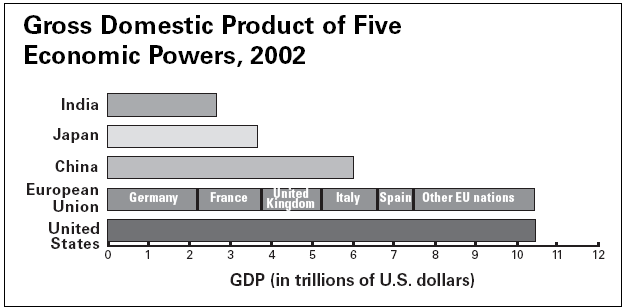 Gross Domestic Product of Five
Economic Powers, 2002
India
Japan
China
European
Union
Germany
France
United
Kingdom
Italy
Spain
Other EU nations
United
States
0 1 2 3 4 5 6 7 8 9 10 11 12
GDP (in trillions of U.S. dollars)